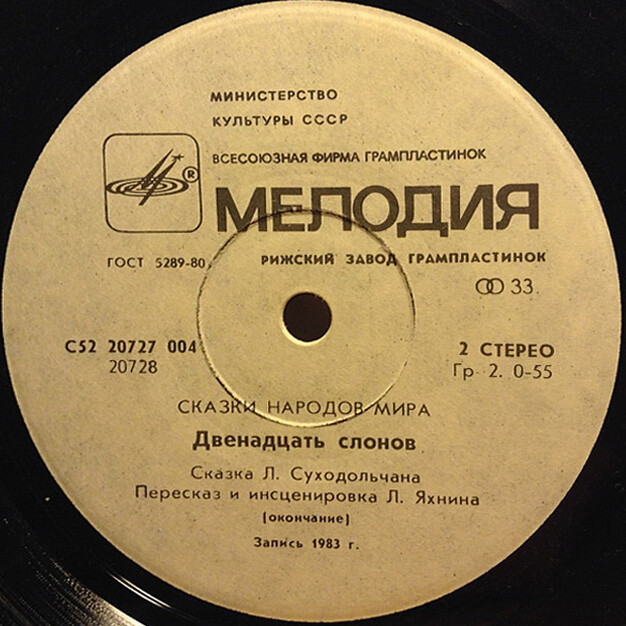 МИНИСТЕРСТВО
КУЛЬТУРЫ СССР
ВСЕСОЮЗНАЯ ФИРМА ГРАМПЛАСТИНОК
®
МЕЛОДИЯ
ГОСТ 5289-80
РИЖСКИЙ ЗАВОД ГРАМПЛАСТИНОК
33
С52 20727 004
20728
2 СТЕРЕО
Гр 2. 0-55
СКАЗКИ НАРОДОВ МИРА
Двенадцать слонов
Сказка Л. Суходольчана
Пересказ и инсценировка Л. Яхнина
(окончание)
Запись 1983 г.